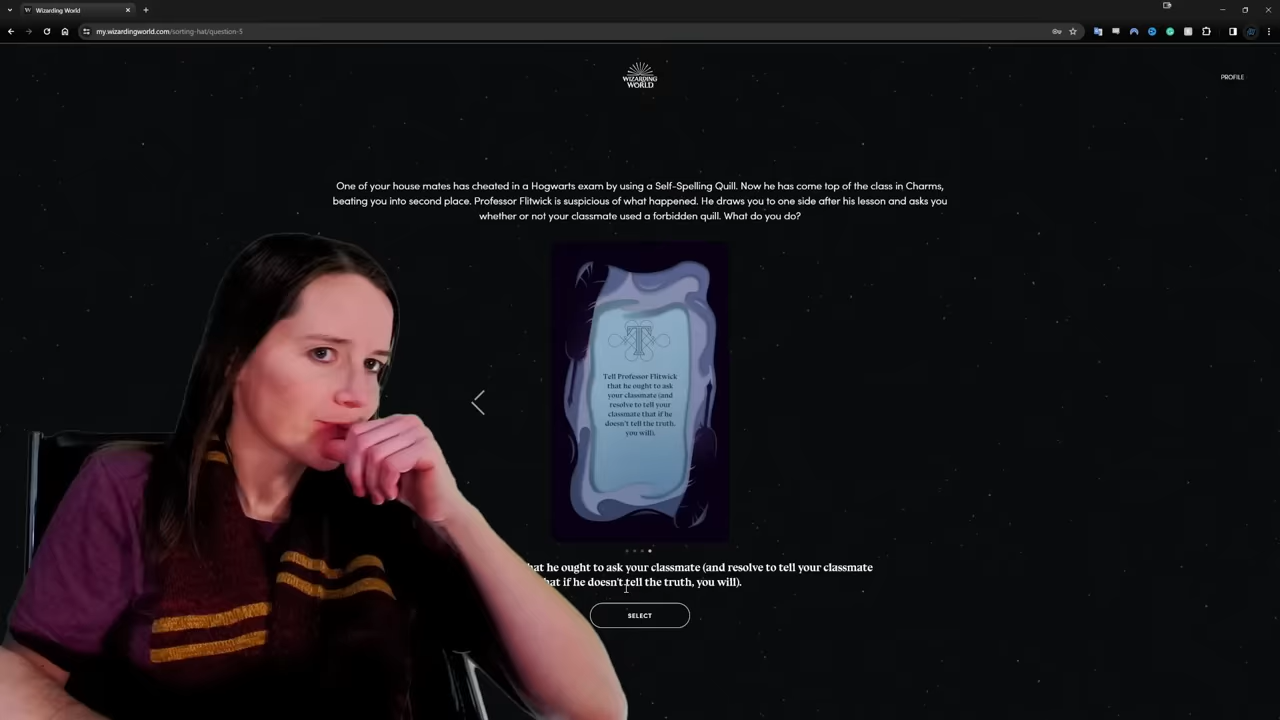 Wizarding World
my.wizardingworld.com/sorting-hat/question-5
WIZARDING
WORLD
PROFILE
One of your house mates has cheated in a Hogwarts exam by using a Self-Spelling Quill. Now he has come top of the class in Charms,
beating you into second place. Professor Flitwick is suspicious of what happened. He draws you to one side after his lesson and asks you
whether or not your classmate used a forbidden quill. What do you do?
T
Tell Professor Flitwick
that he ought to ask
your classmate (and
resolve to tell your
classmate that if he
doesn't tell the truth,
you will).
he ought to ask your classmate (and resolve to tell your classmate
if he doesn't tell the truth, you will).
SELECT